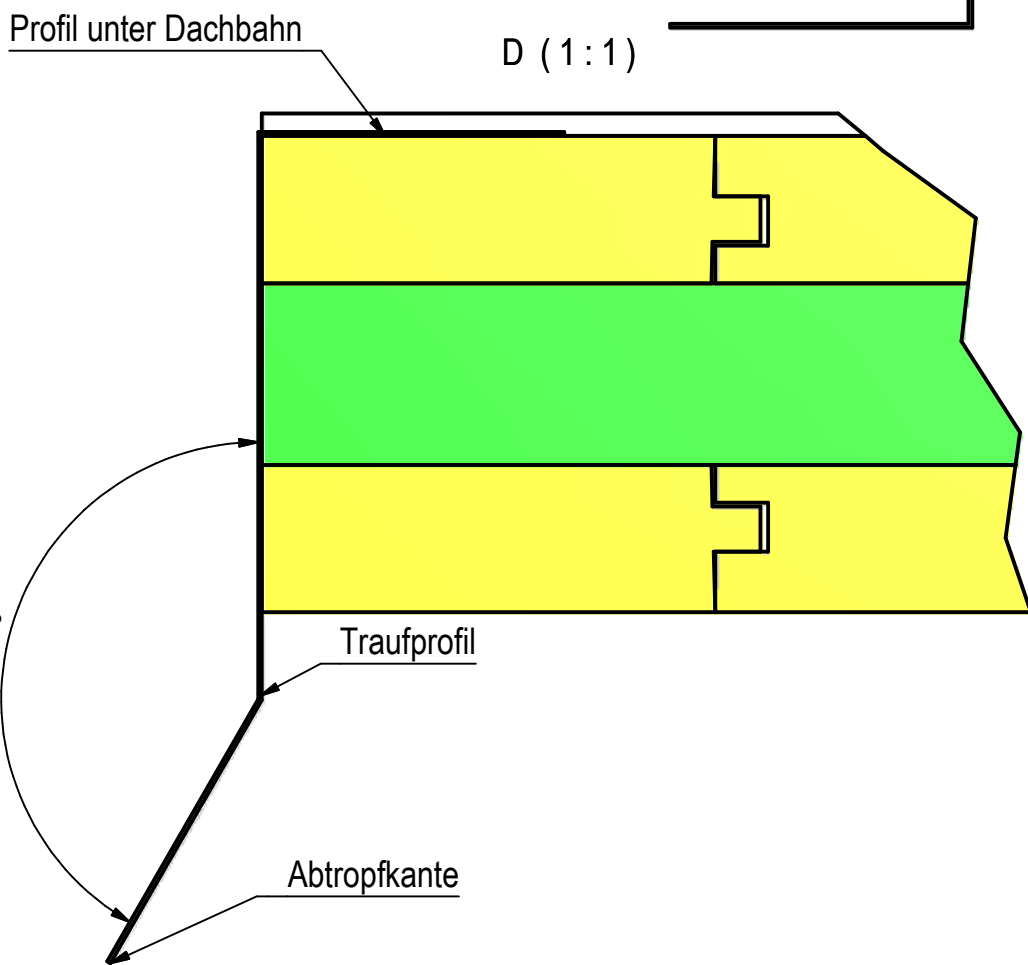 Profil unter Dachbahn
D ( 1 : 1 )
Traufprofil
Abtropfkante